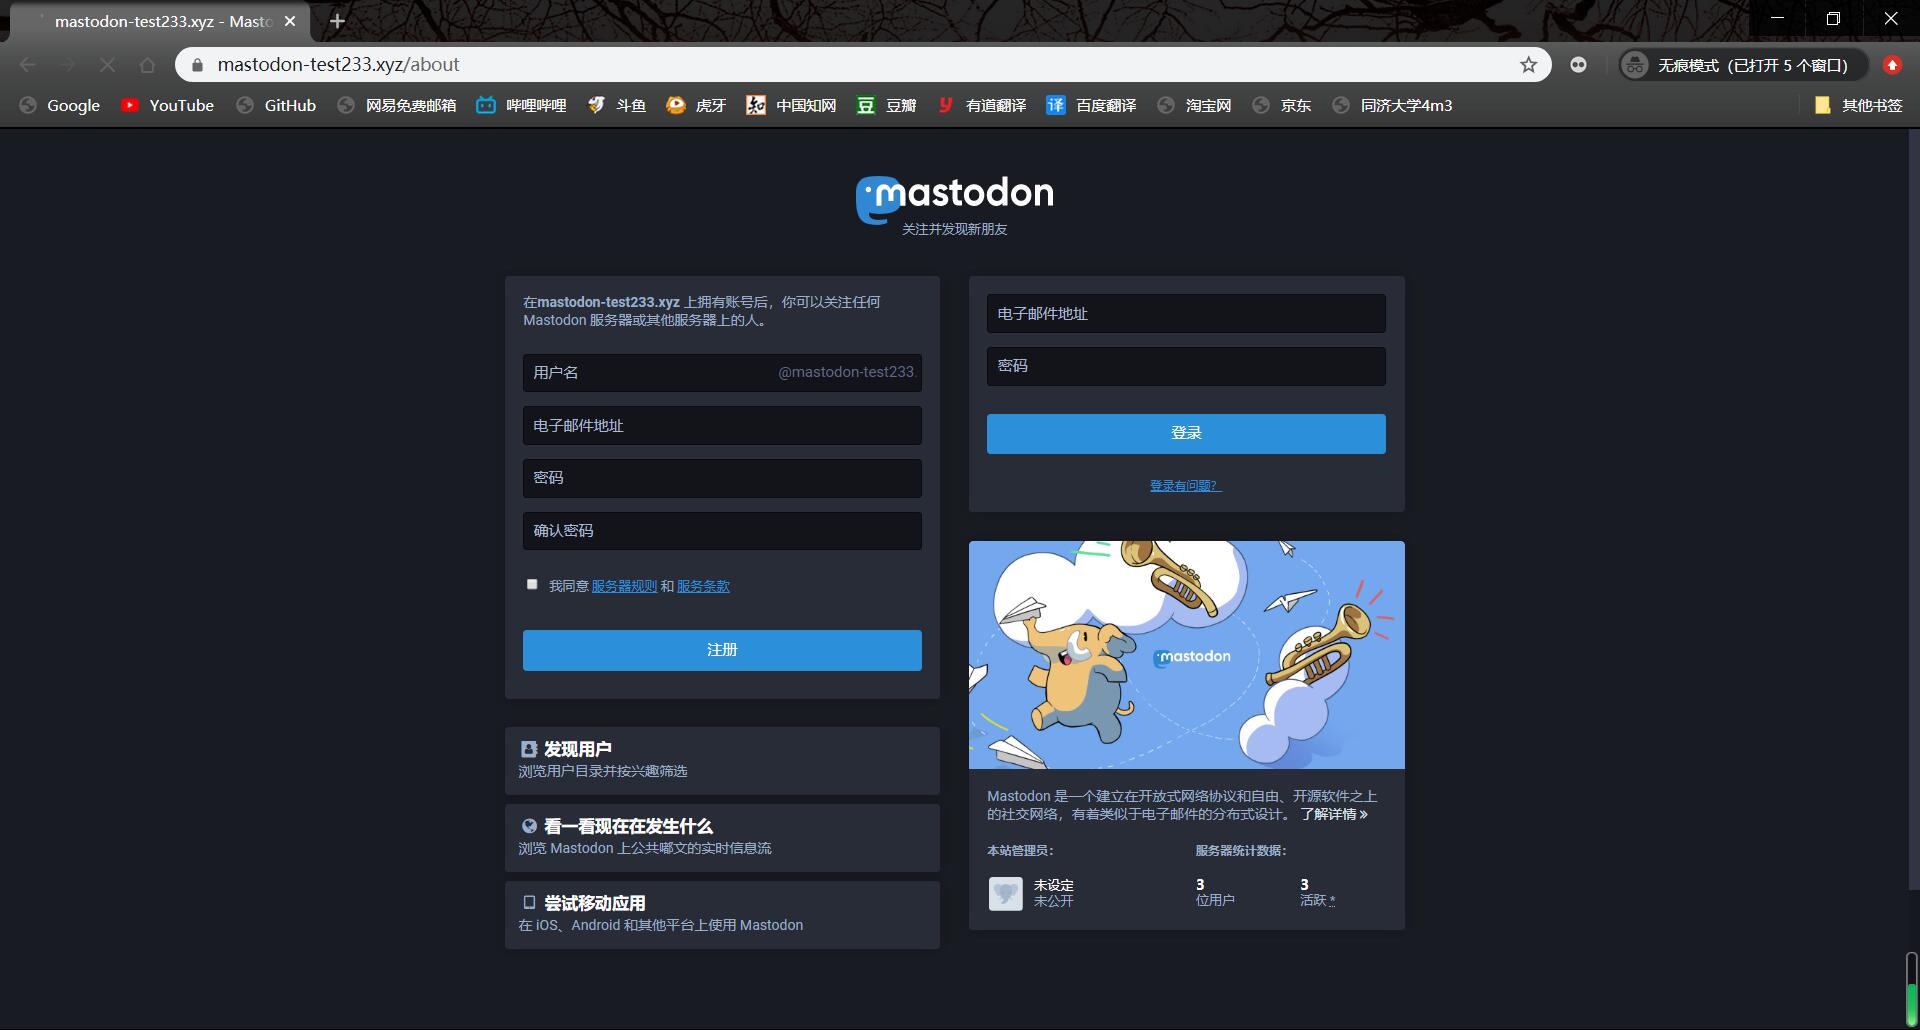 mastodon-test233.xyz - Masto
mastodon-test233.xyz/about
无痕模式（已打开 5 个窗口）
Google
YouTube
GitHub
网易免费邮箱
哔哩哔哩
斗鱼
虎牙
知
中国知网
豆
豆瓣
y
有道翻译
译
百度翻译
淘宝网
京东
同济大学4m3
其他书签
mastodon
关注并发现新朋友
在mastodon-test233.xyz 上拥有账号后，你可以关注任何
Mastodon 服务器或其他服务器上的人。
用户名
@mastodon-test233.
电子邮件地址
密码
确认密码
我同意 服务器规则 和 服务条款
注册
发现用户
浏览用户目录并按兴趣筛选
看一看现在在发生什么
浏览 Mastodon 上公共嘟文的实时信息流
尝试移动应用
在 iOS、Android 和其他平台上使用 Mastodon
电子邮件地址
密码
登录
登录有问题？
mastodon
Mastodon 是一个建立在开放式网络协议和自由、开源软件之上
的社交网络，有着类似于电子邮件的分布式设计。 了解详情 »
本站管理员：
未设定
未公开
服务器统计数据：
3
位用户
3
活跃 *